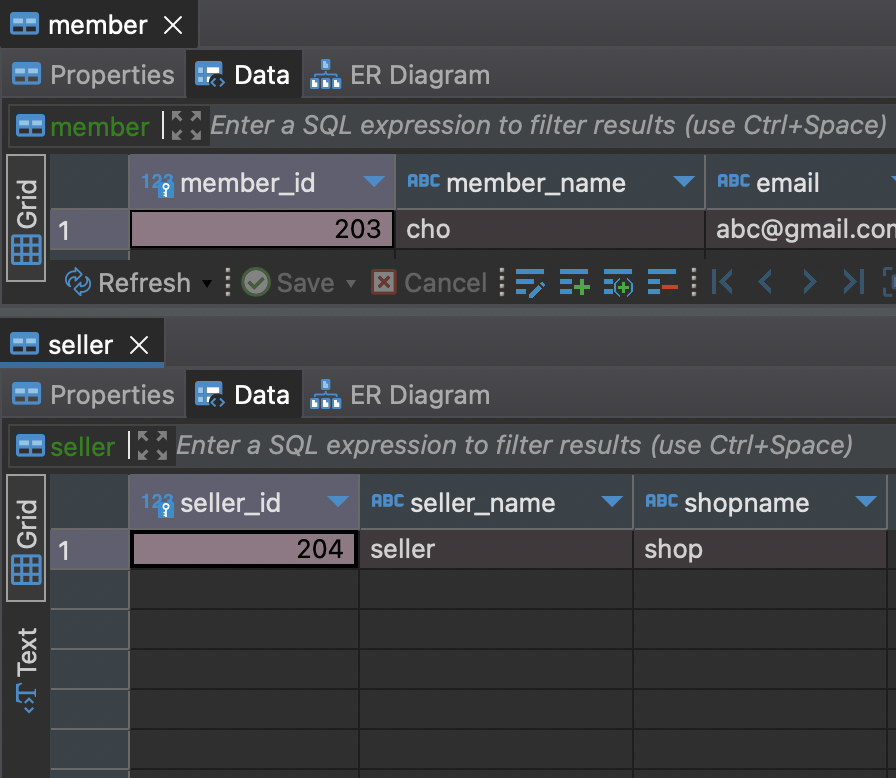 member
Properties Data ER Diagram
member Enter a SQL expression to filter results (use Ctrl+Space)
Grid
123 member_id ABC member_name ABC email
1 203 cho abc@gmail.com
Refresh Save Cancel
seller
Properties Data ER Diagram
seller Enter a SQL expression to filter results (use Ctrl+Space)
Grid
123 seller_id ABC seller_name ABC shopname
1 204 seller shop
Text